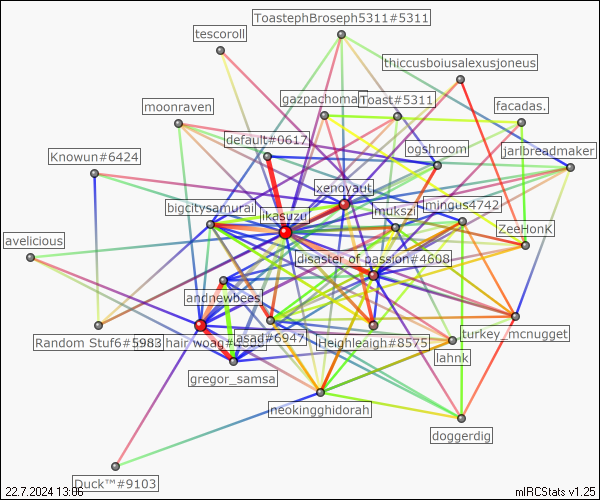 ToastephBroseph5311#5311
tescoroll
thiccusboiusalexusjoneus
gazpachoma
Toast#5311
moonraven
facadas.
default#0617
ogshroom
jarlbreadmaker
Knowun#6424
xenoyaut
bigcitysamurai
ikasuzu
mukszi
mingus4742
ZeeHonK
avelicious
disaster of passion#4608
andnewbees
Random Stuf6#5983
hair woag#
asad#6947
Heighleigh#8575
turkey_mcnugget
lahnk
gregor_samsa
neokingghidorah
doggerdig
Duck™#9103
22.7.2024 13:06
mIRCStats v1.25